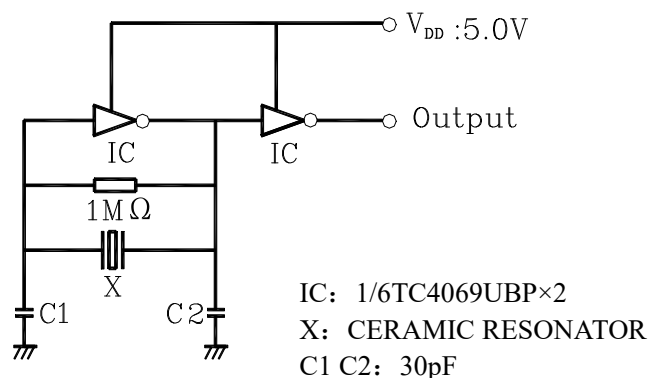 V_DD :5.0V
Output
IC
IC
1MΩ
X
C1
C2
IC：1/6TC4069UBP×2
X：CERAMIC RESONATOR
C1 C2：30pF